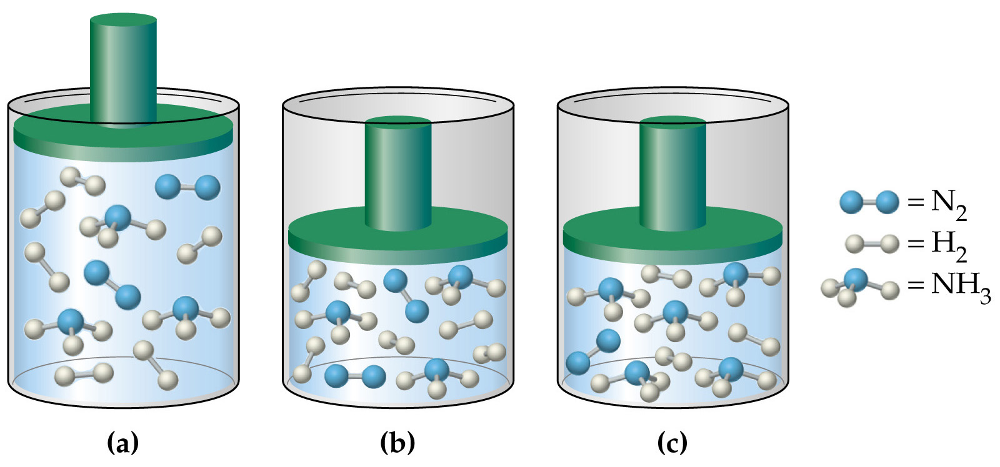 = N₂
= H₂
= NH₃
(a)
(b)
(c)